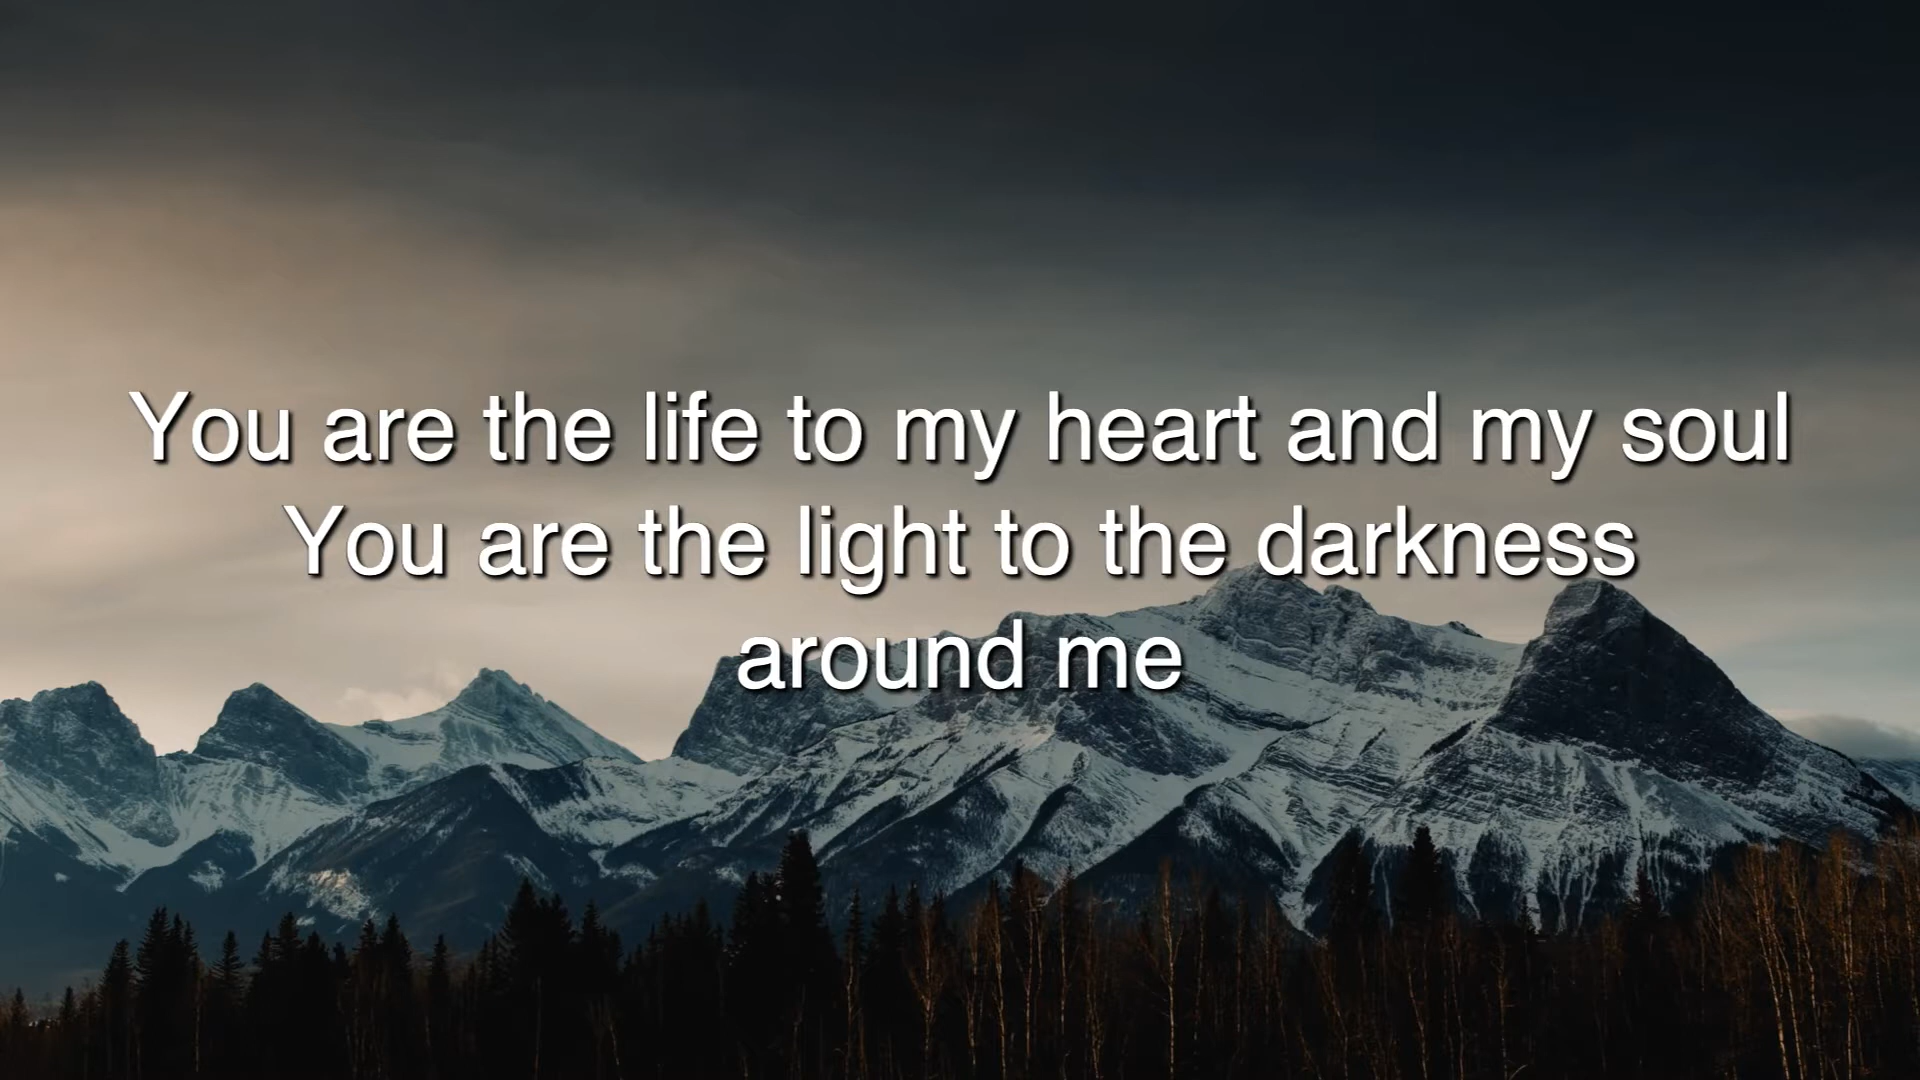 You are the life to my heart and my soul
You are the light to the darkness
around me